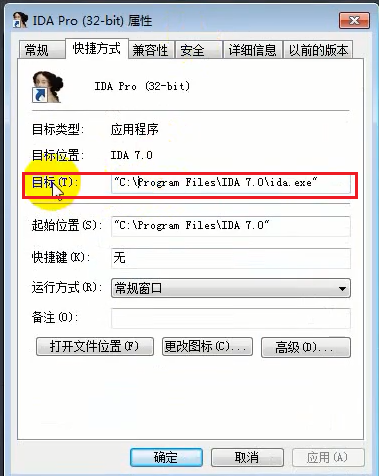 IDA Pro (32-bit) 属性
常规 快捷方式 兼容性 安全 详细信息 以前的版本
IDA Pro (32-bit)
目标类型: 应用程序
目标位置: IDA 7.0
目标(T): "C:\Program Files\IDA 7.0\ida.exe"
起始位置(S): "C:\Program Files\IDA 7.0"
快捷键(K): 无
运行方式(R): 常规窗口
备注(O):
打开文件位置(F) 更改图标(C)... 高级(D)...
确定 取消 应用(A)